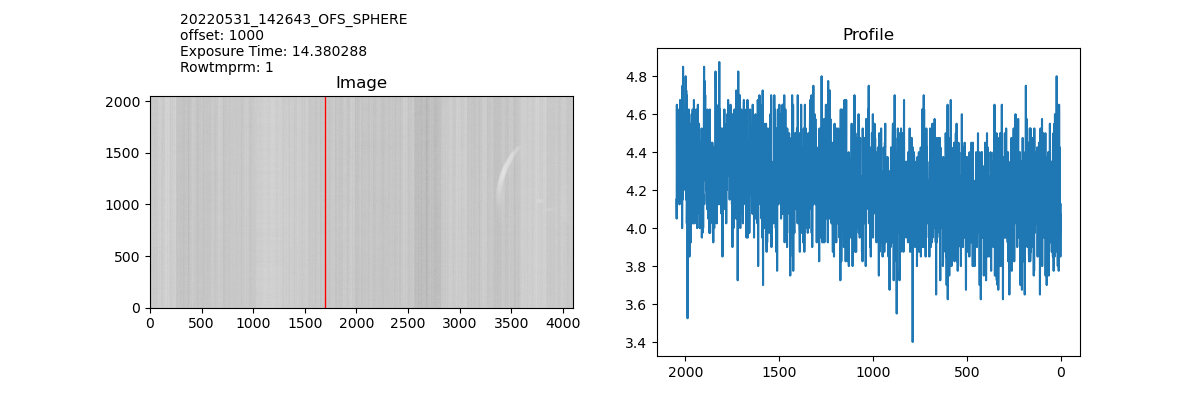 20220531_142643_OFS_SPHERE
offset: 1000
Exposure Time: 14.380288
Rowtmprm: 1
Image
2000
1500
1000
500
0
0 500 1000 1500 2000 2500 3000 3500 4000
Profile
4.8
4.6
4.4
4.2
4.0
3.8
3.6
3.4
2000 1500 1000 500 0